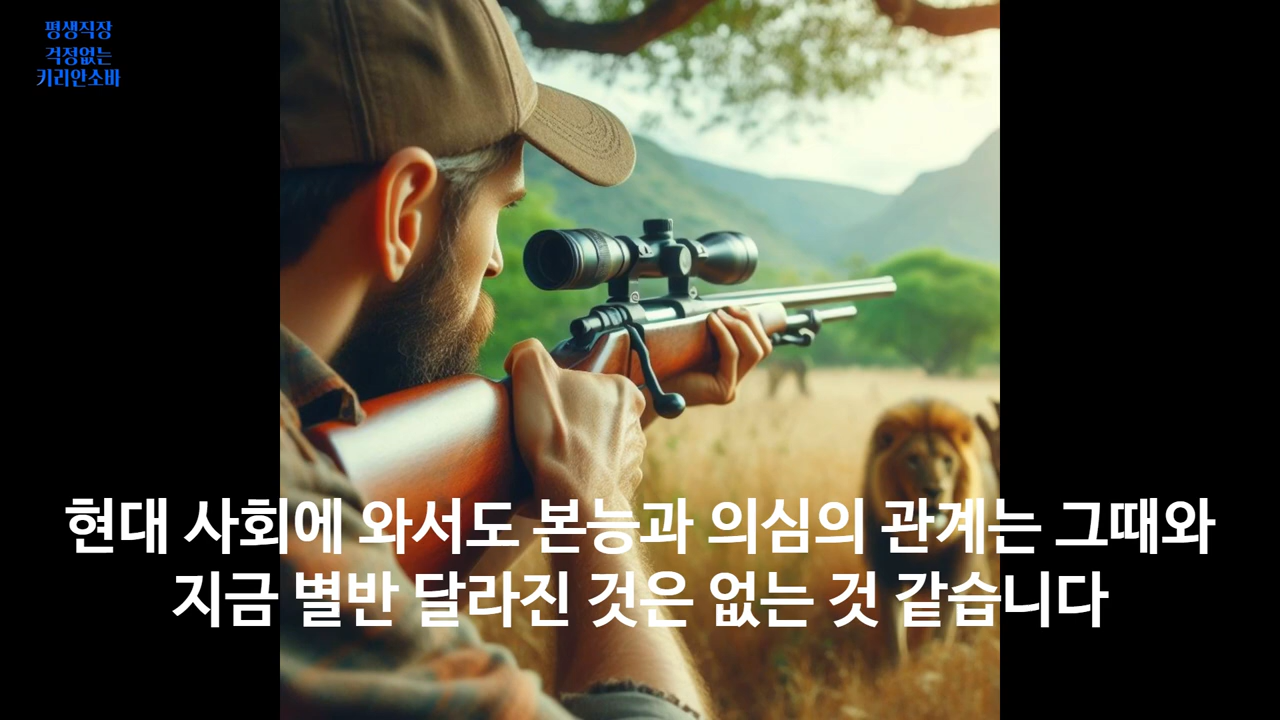 평생직장
걱정없는
키리안소바
현대 사회에 와서도 본능과 의심의 관계는 그때와
지금 별반 달라진 것은 없는 것 같습니다